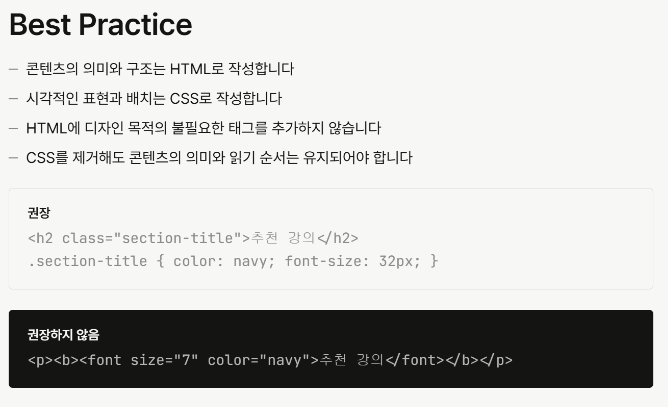 Best Practice
— 콘텐츠의 의미와 구조는 HTML로 작성합니다
— 시각적인 표현과 배치는 CSS로 작성합니다
— HTML에 디자인 목적의 불필요한 태그를 추가하지 않습니다
— CSS를 제거해도 콘텐츠의 의미와 읽기 순서는 유지되어야 합니다
권장
<h2 class="section-title">추천 강의</h2>
.section-title { color: navy; font-size: 32px; }
권장하지 않음
<p><b><font size="7" color="navy">추천 강의</font></b></p>